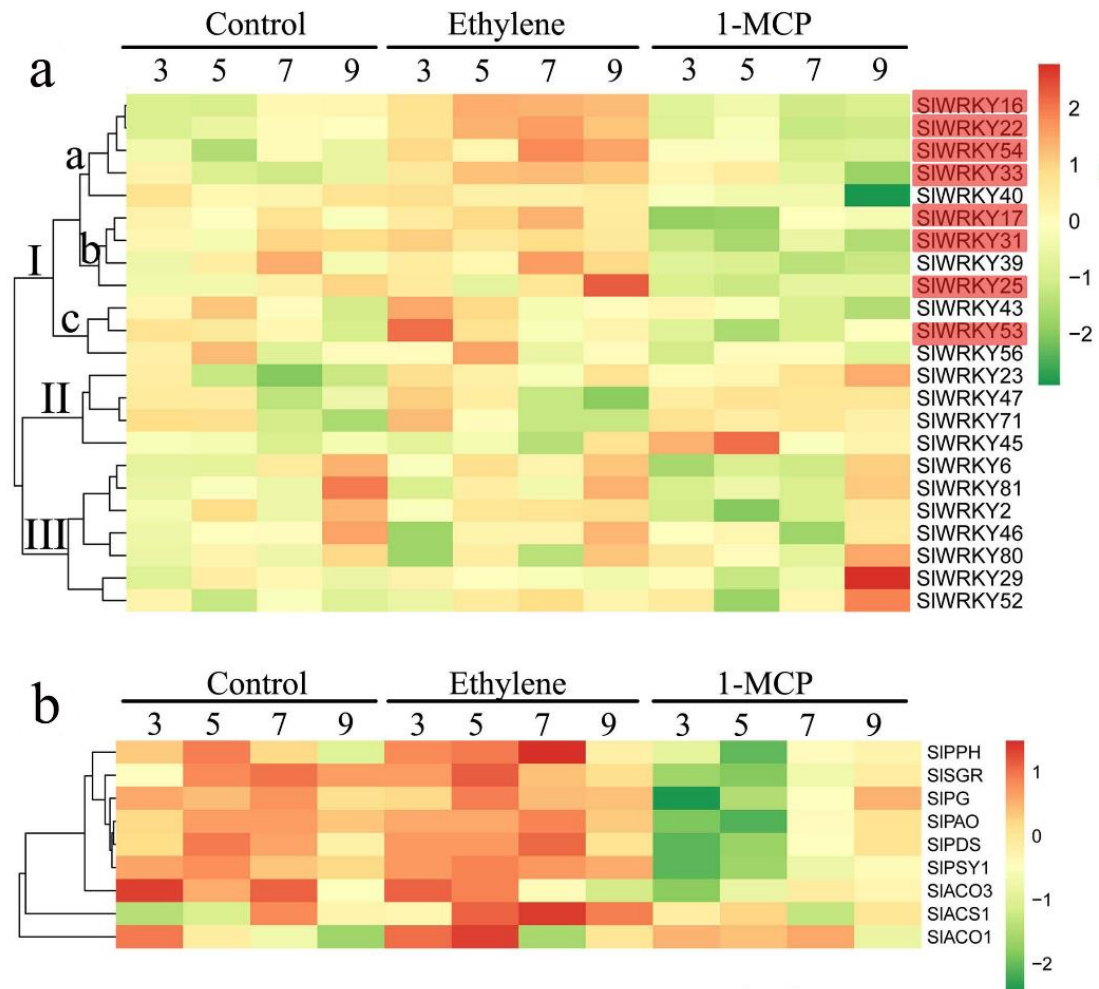 a
Control Ethylene 1-MCP
3 5 7 9 3 5 7 9 3 5 7 9
SlWRKY16
SlWRKY22
SlWRKY54
SlWRKY33
SlWRKY40
SlWRKY17
SlWRKY31
SlWRKY39
SlWRKY25
SlWRKY43
SlWRKY53
SlWRKY56
SlWRKY23
SlWRKY47
SlWRKY71
SlWRKY45
SlWRKY6
SlWRKY81
SlWRKY2
SlWRKY46
SlWRKY80
SlWRKY29
SlWRKY52
a
b
c
I
II
III
2
1
0
−1
−2
b
Control Ethylene 1-MCP
3 5 7 9 3 5 7 9 3 5 7 9
SlPPH
SlSGR
SlPG
SlPAO
SlPDS
SlPSY1
SlACO3
SlACS1
SlACO1
1
0
−1
−2